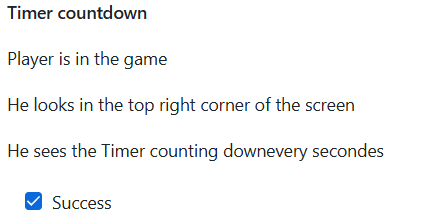 Timer countdown
Player is in the game
He looks in the top right corner of the screen
He sees the Timer counting downevery secondes
Success